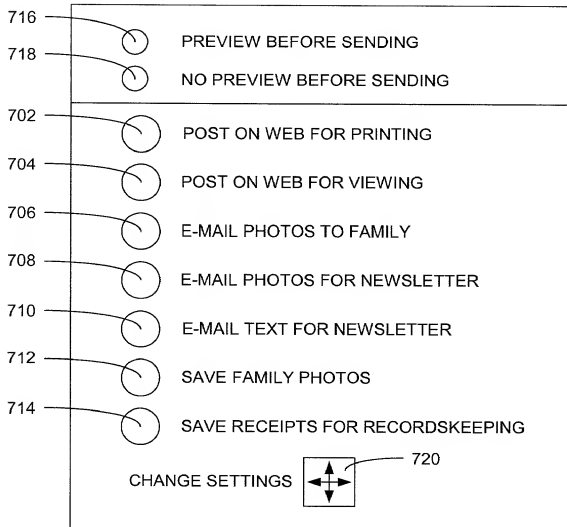 716 PREVIEW BEFORE SENDING
718 NO PREVIEW BEFORE SENDING
702 POST ON WEB FOR PRINTING
704 POST ON WEB FOR VIEWING
706 E-MAIL PHOTOS TO FAMILY
708 E-MAIL PHOTOS FOR NEWSLETTER
710 E-MAIL TEXT FOR NEWSLETTER
712 SAVE FAMILY PHOTOS
714 SAVE RECEIPTS FOR RECORDSKEEPING
CHANGE SETTINGS 720